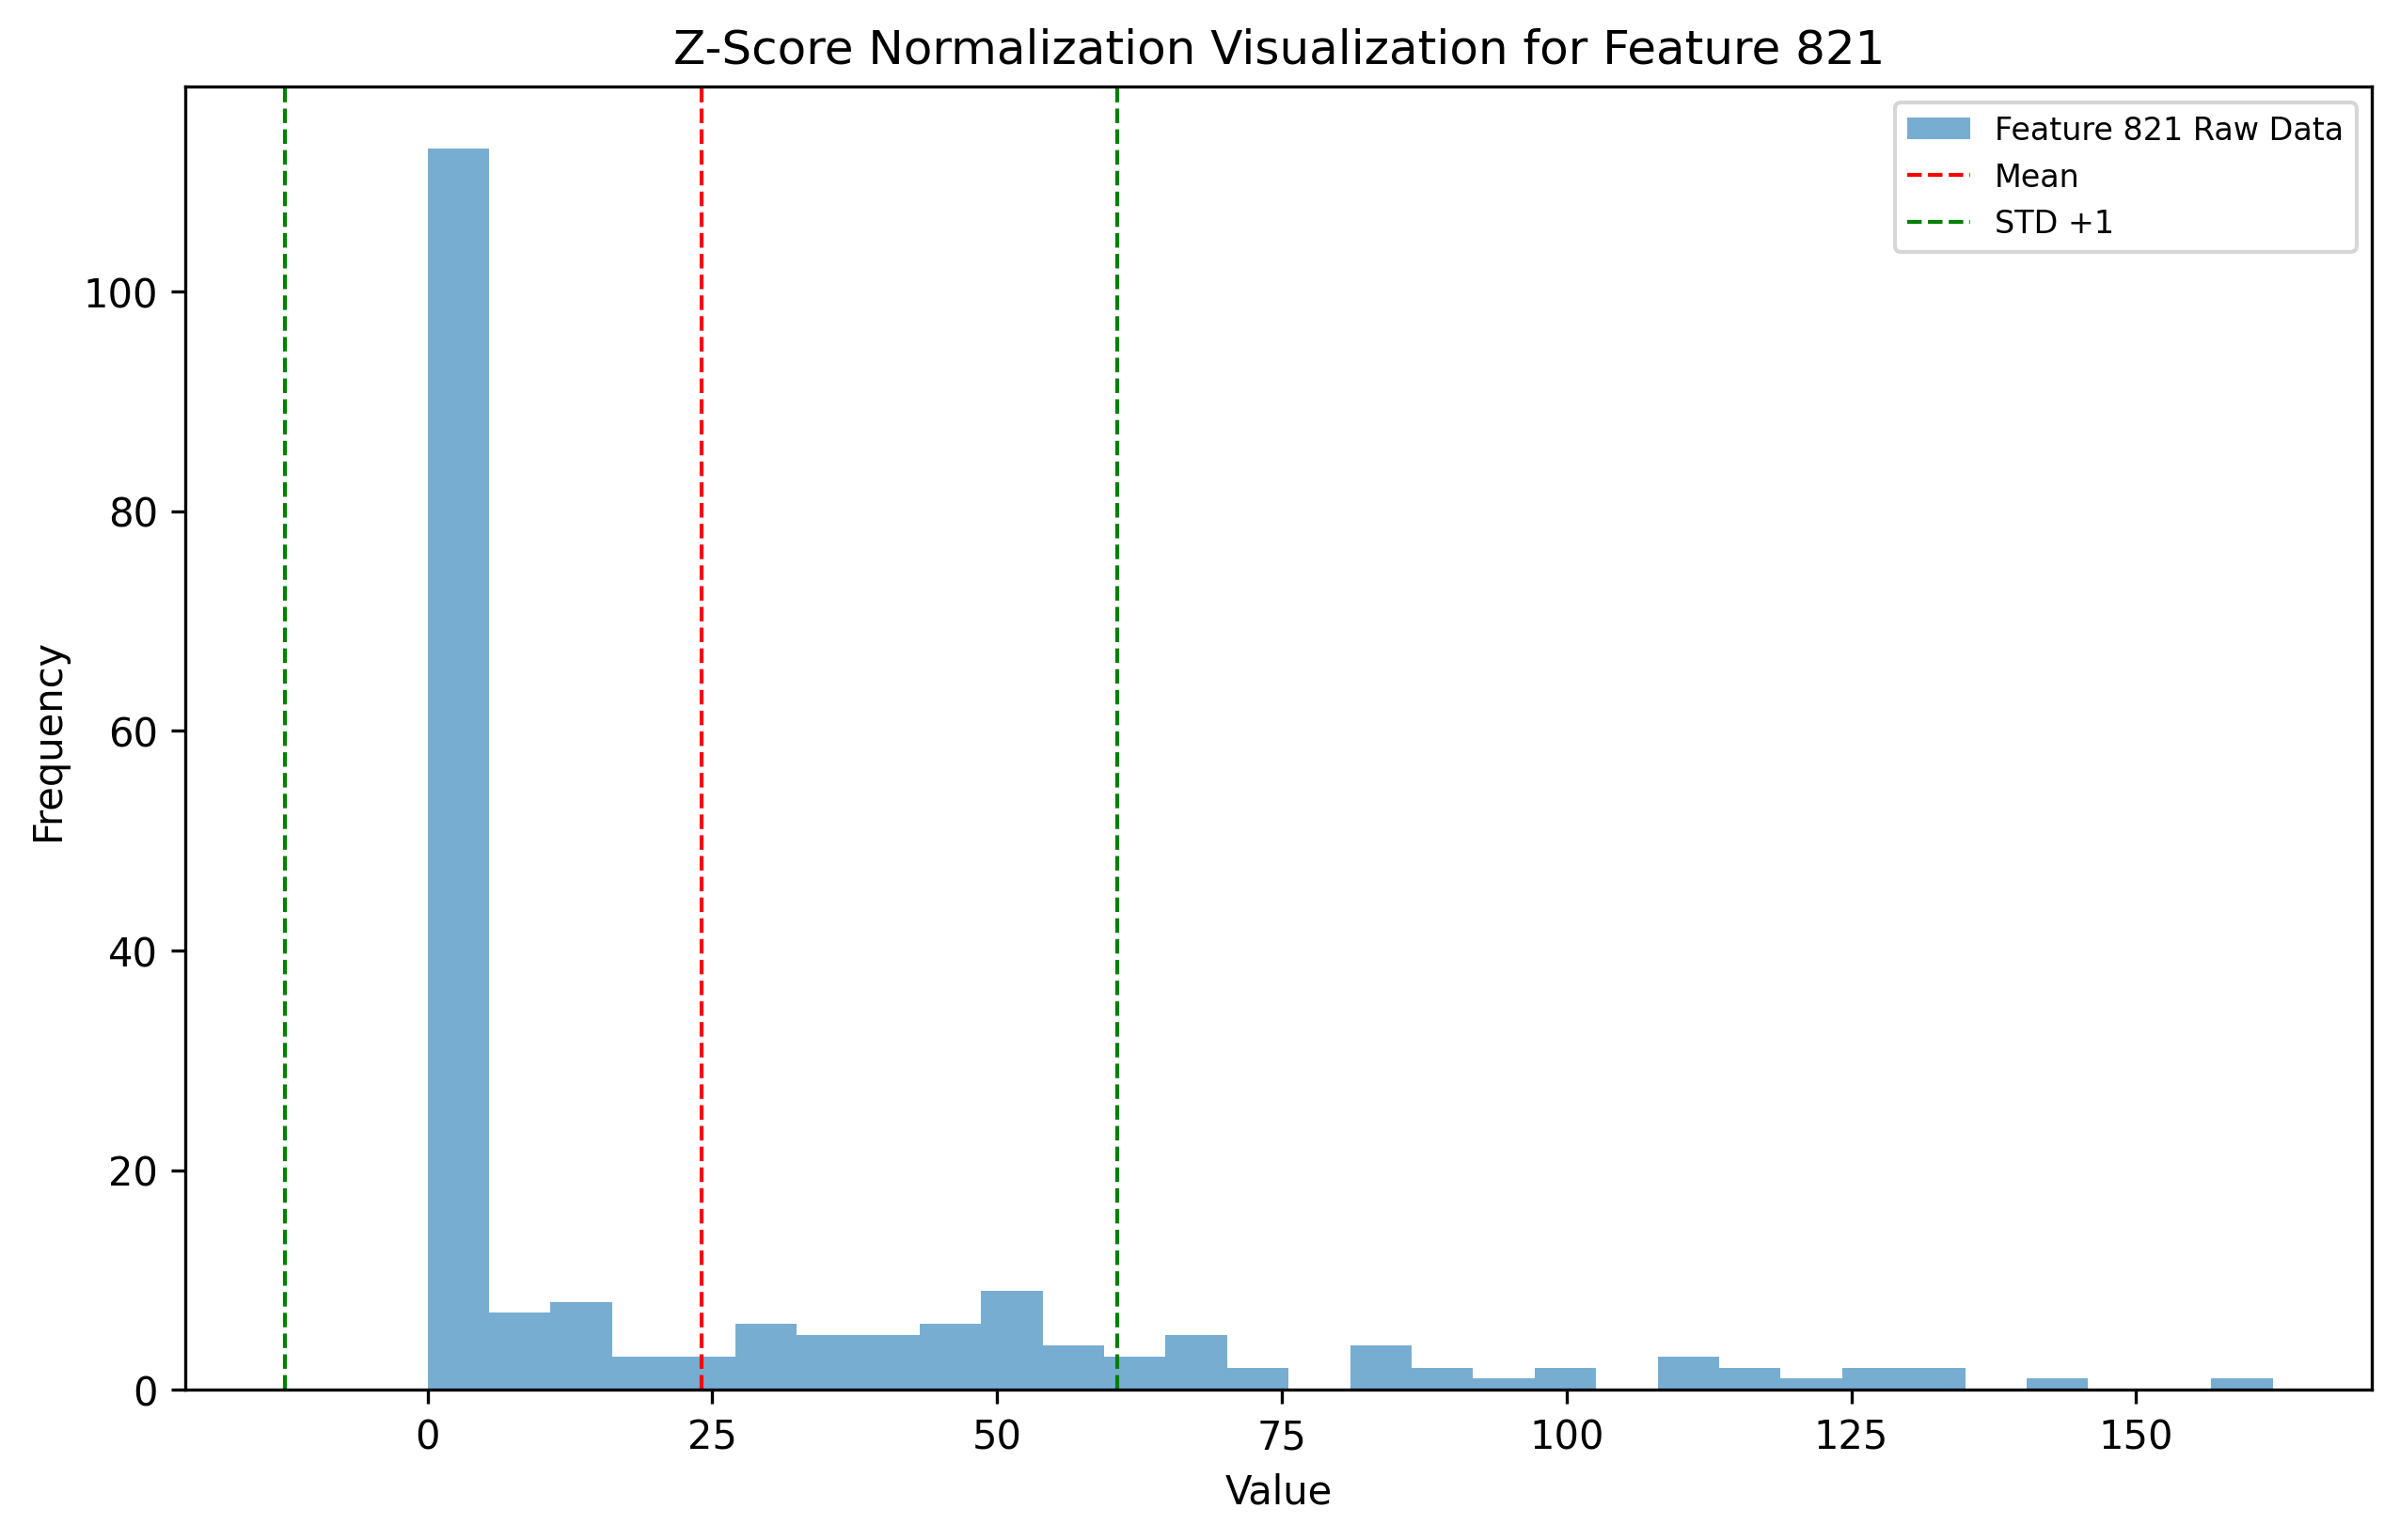 Z-Score Normalization Visualization for Feature 821
Feature 821 Raw Data
Mean
STD +1
100
80
60
40
20
0
Frequency
0 25 50 75 100 125 150
Value